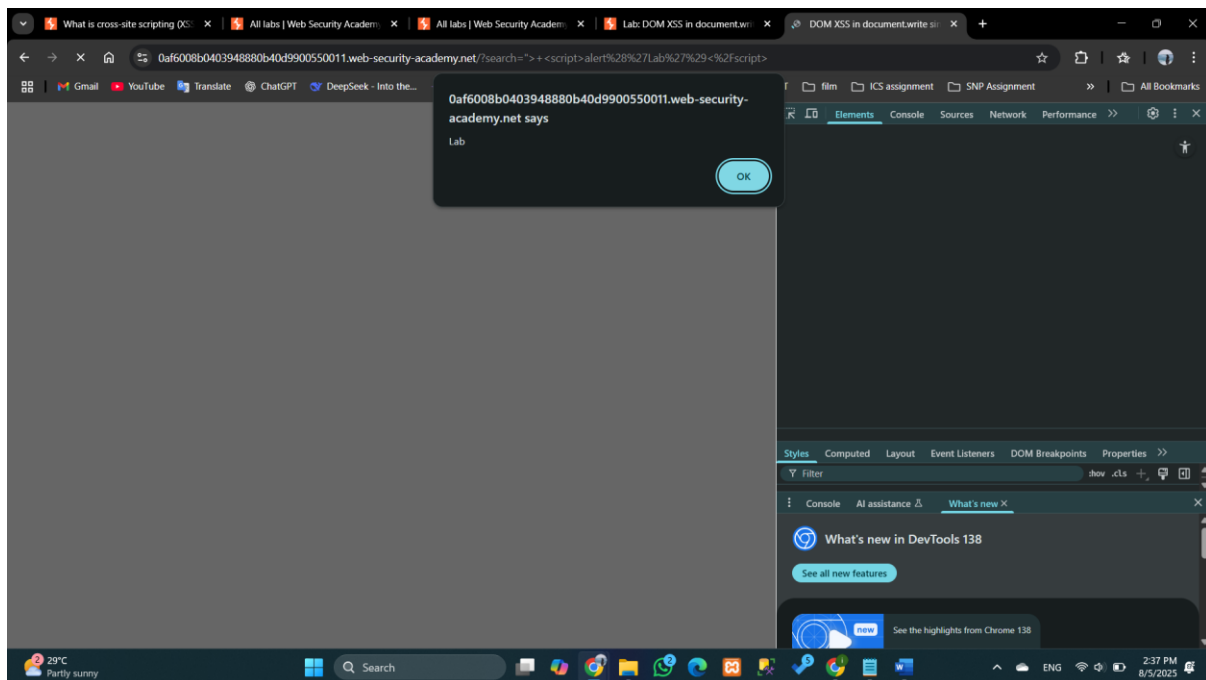 What is cross-site scripting (XS
All labs | Web Security Academy
All labs | Web Security Academy
Lab: DOM XSS in document.wri
DOM XSS in document.write sin
0af6008b0403948880b40d9900550011.web-security-academy.net/?search=">+<script>alert%28%27Lab%27%29<%2Fscript>
Gmail YouTube Translate ChatGPT DeepSeek - Into the... film ICS assignment SNP Assignment » All Bookmarks
0af6008b0403948880b40d9900550011.web-security-
academy.net says
Lab
OK
Elements Console Sources Network Performance
Styles Computed Layout Event Listeners DOM Breakpoints Properties
Filter :hov .cls
Console AI assistance What's new
What's new in DevTools 138
See all new features
new
See the highlights from Chrome 138
2 29°C
Partly sunny
Search
2
5
ENG
2:37 PM
8/5/2025